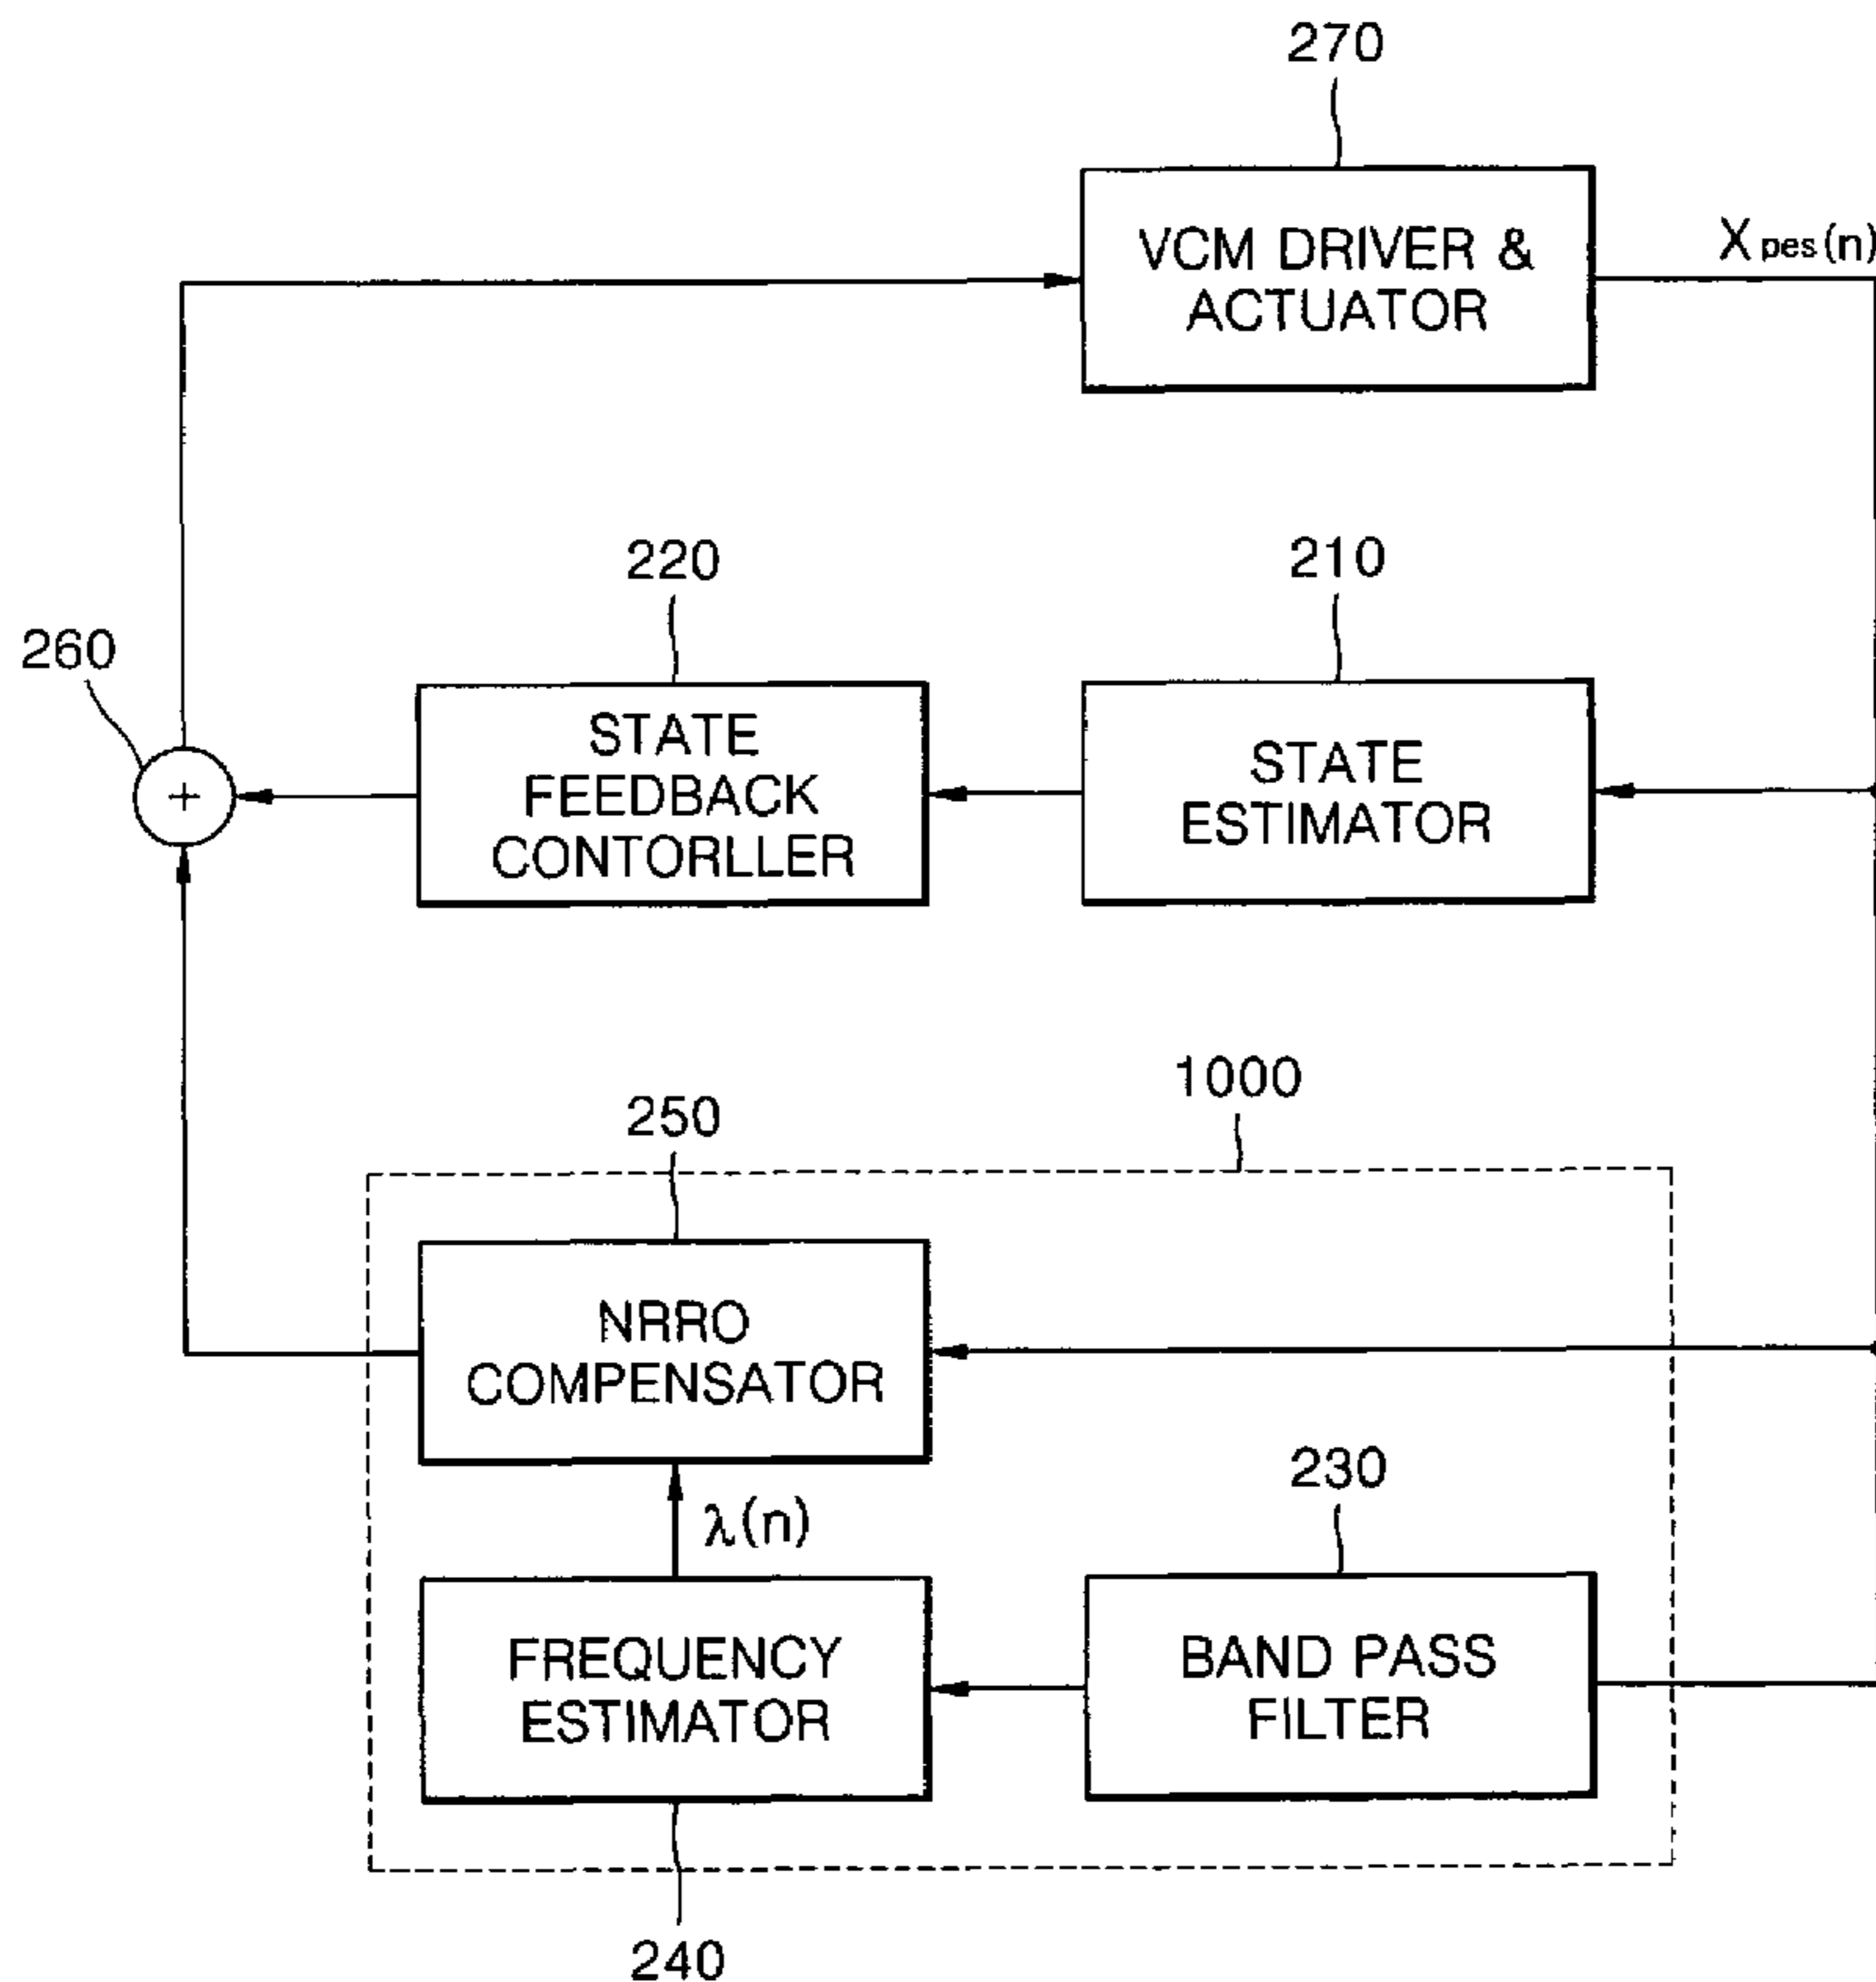 270
VCM DRIVER &
ACTUATOR
Xpes(n)
220
210
260
STATE
FEEDBACK
CONTORLLER
STATE
ESTIMATOR
+
1000
250
NRRO
COMPENSATOR
230
λ(n)
FREQUENCY
ESTIMATOR
BAND PASS
FILTER
240